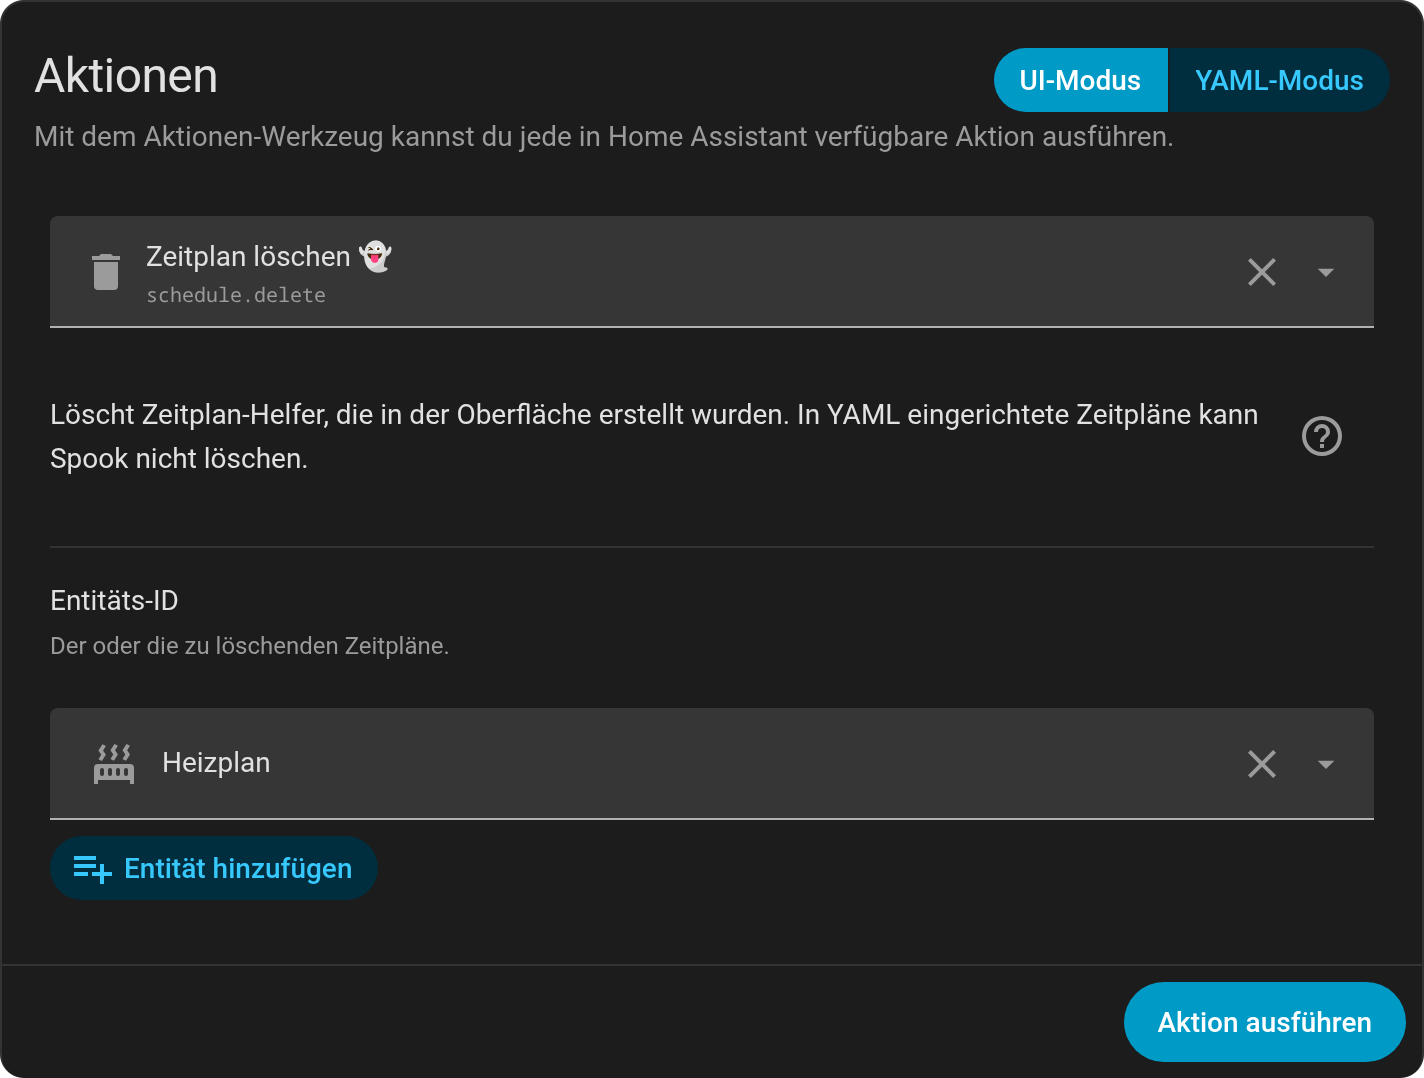 Aktionen
UI-Modus
YAML-Modus
Mit dem Aktionen-Werkzeug kannst du jede in Home Assistant verfügbare Aktion ausführen.
Zeitplan löschen 👻
schedule.delete
Löscht Zeitplan-Helfer, die in der Oberfläche erstellt wurden. In YAML eingerichtete Zeitpläne kann
Spook nicht löschen.
Entitäts-ID
Der oder die zu löschenden Zeitpläne.
Heizplan
Entität hinzufügen
Aktion ausführen